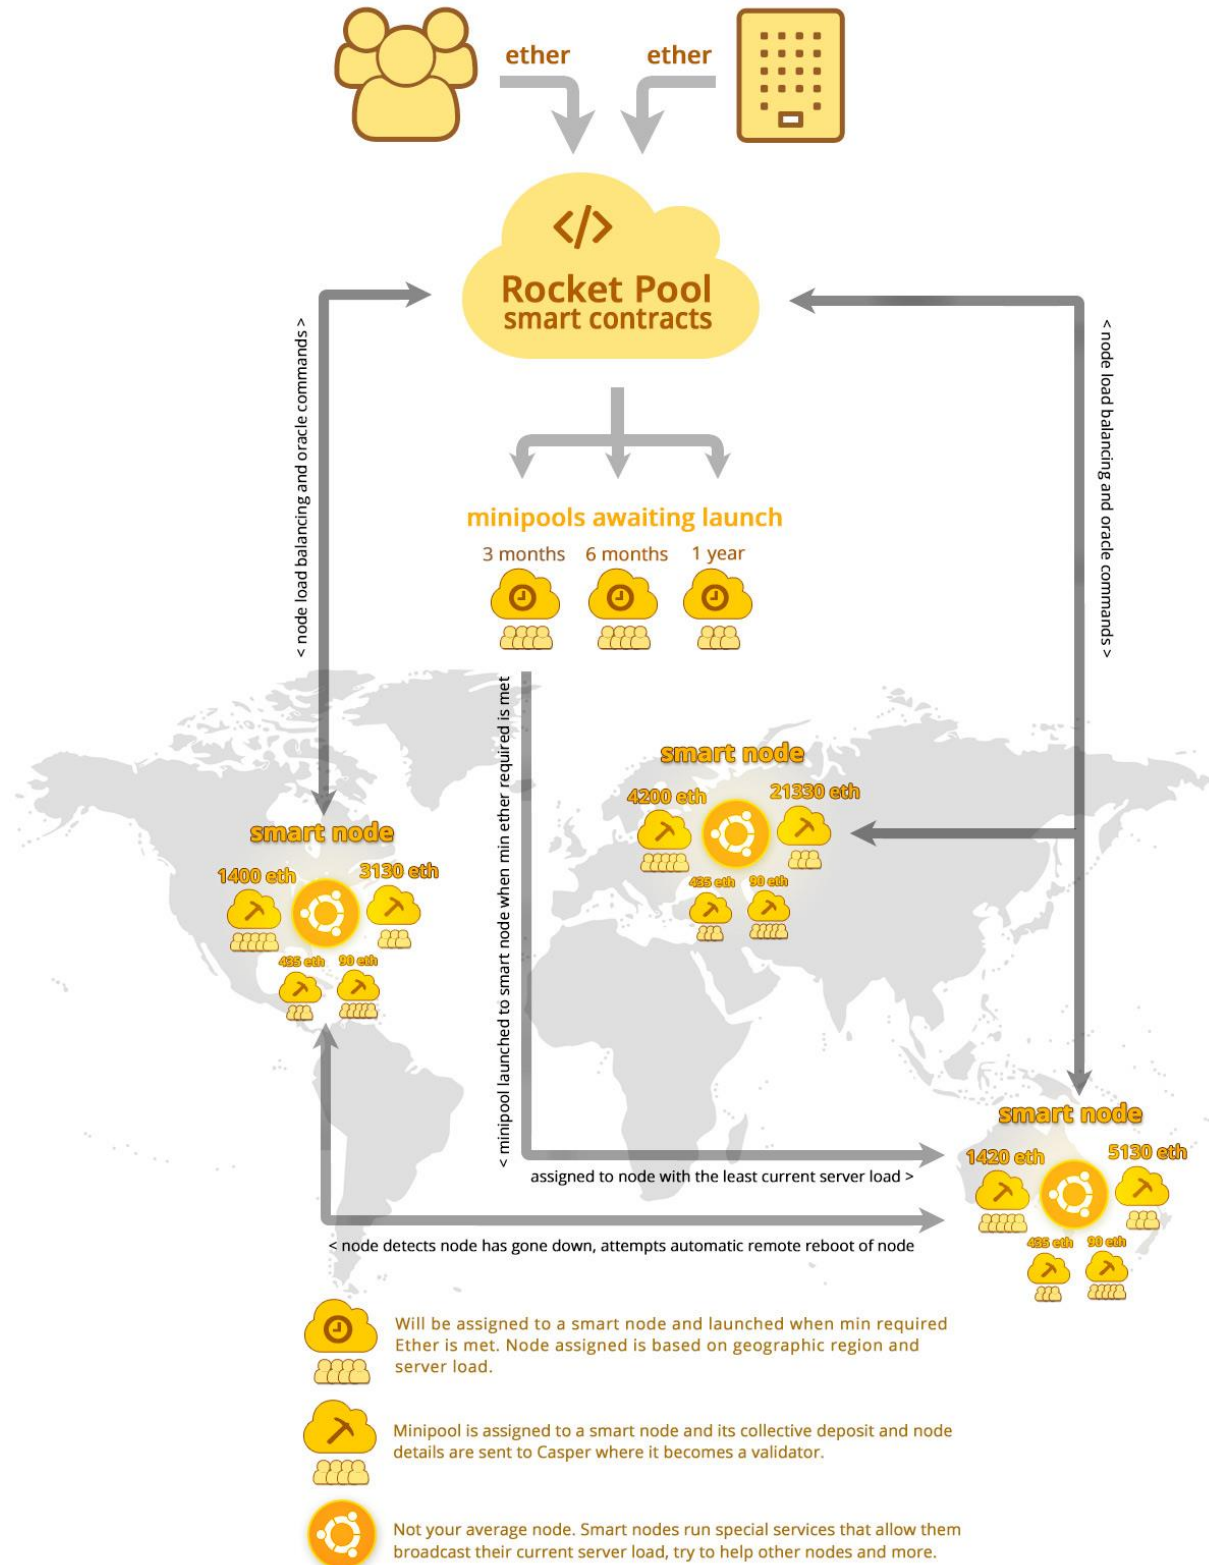 ether
ether
</>
Rocket Pool
smart contracts
< node load balancing and oracle commands >
< node load balancing and oracle commands >
minipools awaiting launch
3 months
6 months
1 year
< minipool launched to smart node when min ether required is met
smart node
4200 eth
21330 eth
435 eth
90 eth
smart node
1400 eth
3130 eth
435 eth
90 eth
smart node
1420 eth
5130 eth
435 eth
90 eth
assigned to node with the least current server load >
< node detects node has gone down, attempts automatic remote reboot of node
Will be assigned to a smart node and launched when min required
Ether is met. Node assigned is based on geographic region and
server load.
Minipool is assigned to a smart node and its collective deposit and node
details are sent to Casper where it becomes a validator.
Not your average node. Smart nodes run special services that allow them
broadcast their current server load, try to help other nodes and more.